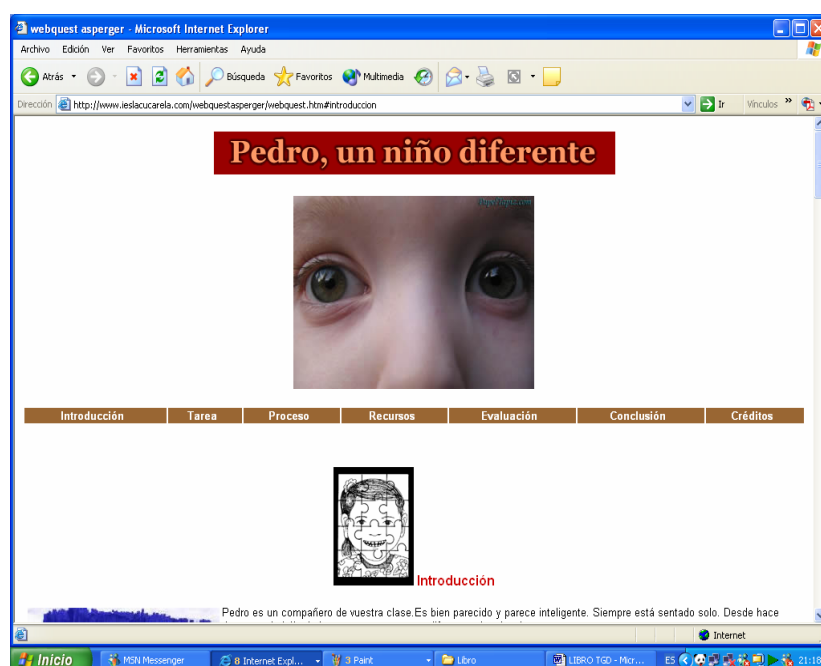 webquest asperger - Microsoft Internet Explorer
Archivo Edición Ver Favoritos Herramientas Ayuda
Atrás Búsqueda Favoritos Multimedia
Dirección http://www.ieslacucarela.com/webquestasperger/webquest.htm#introduccion Ir Vínculos »
Pedro, un niño diferente
Introducción Tarea Proceso Recursos Evaluación Conclusión Créditos
Introducción
Pedro es un compañero de vuestra clase.Es bien parecido y parece inteligente. Siempre está sentado solo. Desde hace
Internet
Inicio MSN Messenger 8 Internet Expl... 3 Paint Libro LIBRO TGD - Micr... ES 21:18